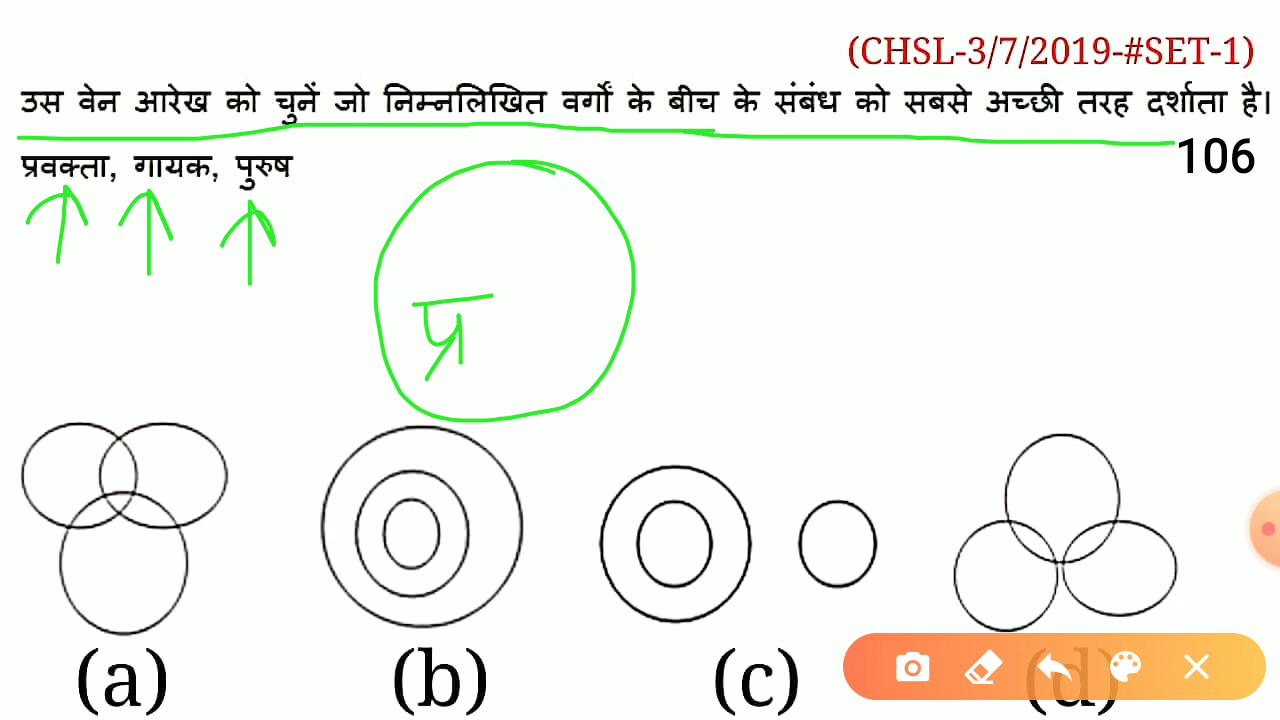 (CHSL-3/7/2019-#SET-1)
उस वेन आरेख को चुनें जो निम्नलिखित वर्गों के बीच के संबंध को सबसे अच्छी तरह दर्शाता है।
106
प्रवक्ता, गायक, पुरुष
प्र
(a) (b) (c) (d)